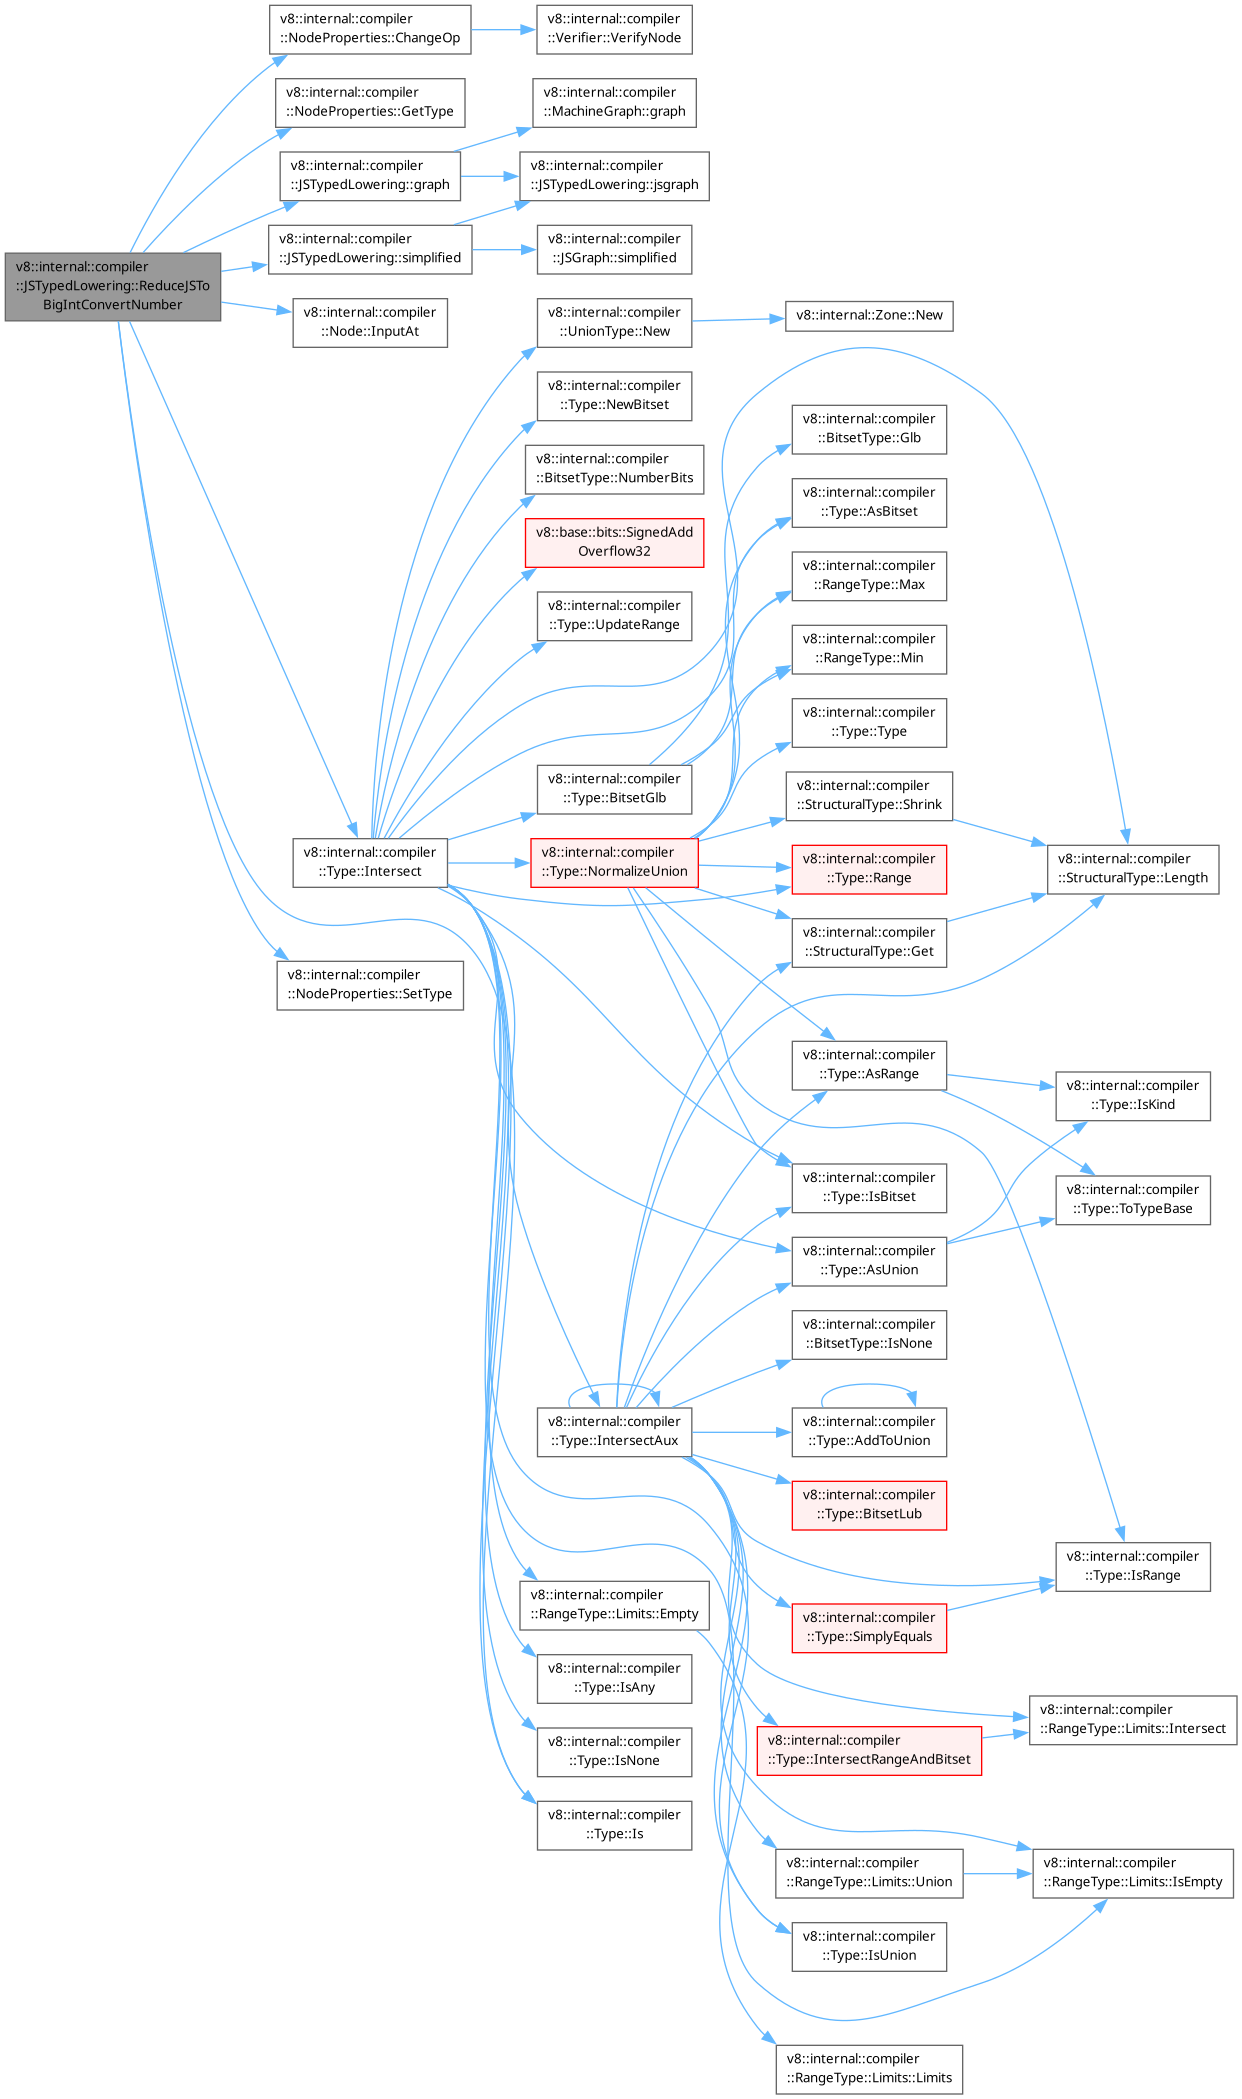 v8::internal::compiler
::JSTypedLowering::ReduceJSTo
BigIntConvertNumber
v8::internal::compiler
::NodeProperties::ChangeOp
v8::internal::compiler
::Verifier::VerifyNode
v8::internal::compiler
::NodeProperties::GetType
v8::internal::compiler
::JSTypedLowering::graph
v8::internal::compiler
::MachineGraph::graph
v8::internal::compiler
::JSTypedLowering::jsgraph
v8::internal::compiler
::JSTypedLowering::simplified
v8::internal::compiler
::JSGraph::simplified
v8::internal::compiler
::Node::InputAt
v8::internal::compiler
::Type::Intersect
v8::internal::compiler
::NodeProperties::SetType
v8::internal::compiler
::UnionType::New
v8::internal::Zone::New
v8::internal::compiler
::Type::NewBitset
v8::internal::compiler
::BitsetType::NumberBits
v8::base::bits::SignedAdd
Overflow32
v8::internal::compiler
::Type::UpdateRange
v8::internal::compiler
::Type::BitsetGlb
v8::internal::compiler
::Type::NormalizeUnion
v8::internal::compiler
::BitsetType::Glb
v8::internal::compiler
::Type::AsBitset
v8::internal::compiler
::RangeType::Max
v8::internal::compiler
::RangeType::Min
v8::internal::compiler
::Type::Type
v8::internal::compiler
::StructuralType::Shrink
v8::internal::compiler
::Type::Range
v8::internal::compiler
::StructuralType::Length
v8::internal::compiler
::StructuralType::Get
v8::internal::compiler
::Type::AsRange
v8::internal::compiler
::Type::IsKind
v8::internal::compiler
::Type::IsBitset
v8::internal::compiler
::Type::ToTypeBase
v8::internal::compiler
::Type::AsUnion
v8::internal::compiler
::BitsetType::IsNone
v8::internal::compiler
::Type::IntersectAux
v8::internal::compiler
::Type::AddToUnion
v8::internal::compiler
::Type::BitsetLub
v8::internal::compiler
::Type::IsRange
v8::internal::compiler
::RangeType::Limits::Empty
v8::internal::compiler
::Type::SimplyEquals
v8::internal::compiler
::Type::IsAny
v8::internal::compiler
::RangeType::Limits::Intersect
v8::internal::compiler
::Type::IsNone
v8::internal::compiler
::Type::IntersectRangeAndBitset
v8::internal::compiler
::Type::Is
v8::internal::compiler
::RangeType::Limits::Union
v8::internal::compiler
::RangeType::Limits::IsEmpty
v8::internal::compiler
::Type::IsUnion
v8::internal::compiler
::RangeType::Limits::Limits